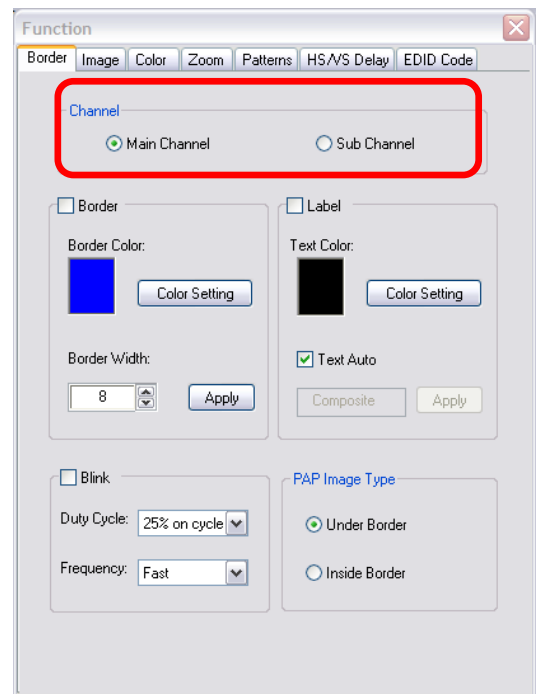 Function
Border Image Color Zoom Patterns HS/VS Delay EDID Code
Channel
Main Channel Sub Channel
Border
Border Color:
Color Setting
Border Width:
8 Apply
Label
Text Color:
Color Setting
Text Auto
Composite Apply
Blink
Duty Cycle: 25% on cycle
Frequency: Fast
PAP Image Type
Under Border
Inside Border